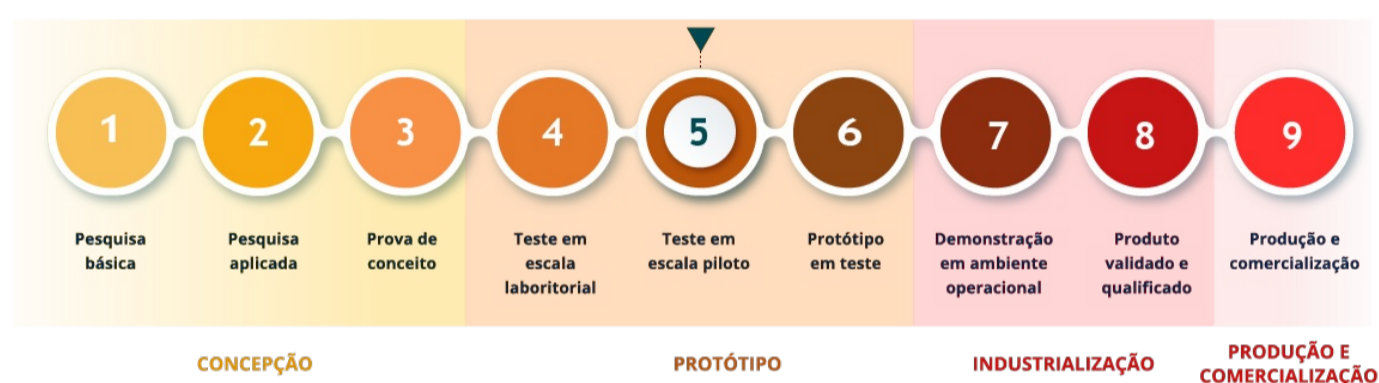 1
2
3
4
5
6
7
8
9
Pesquisa
básica
Pesquisa
aplicada
Prova de
conceito
Teste em
escala
laboritorial
Teste em
escala piloto
Protótipo
em teste
Demonstração
em ambiente
operacional
Produto
validado e
qualificado
Produção e
comercialização
CONCEPÇÃO
PROTÓTIPO
INDUSTRIALIZAÇÃO
PRODUÇÃO E
COMERCIALIZAÇÃO